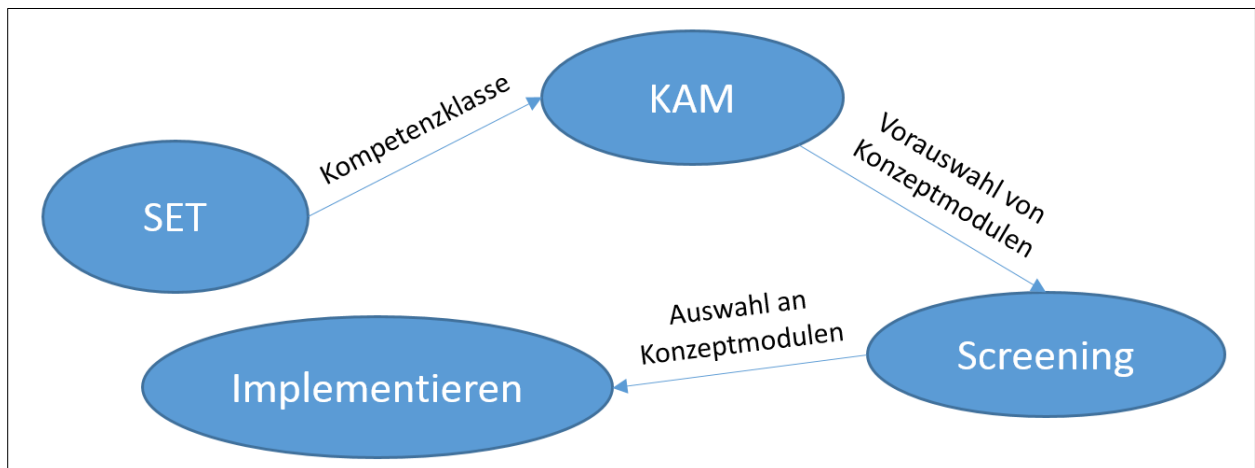 SET
Kompetenzklasse
KAM
Vorauswahl von
Konzeptmodulen
Screening
Auswahl an
Konzeptmodulen
Implementieren